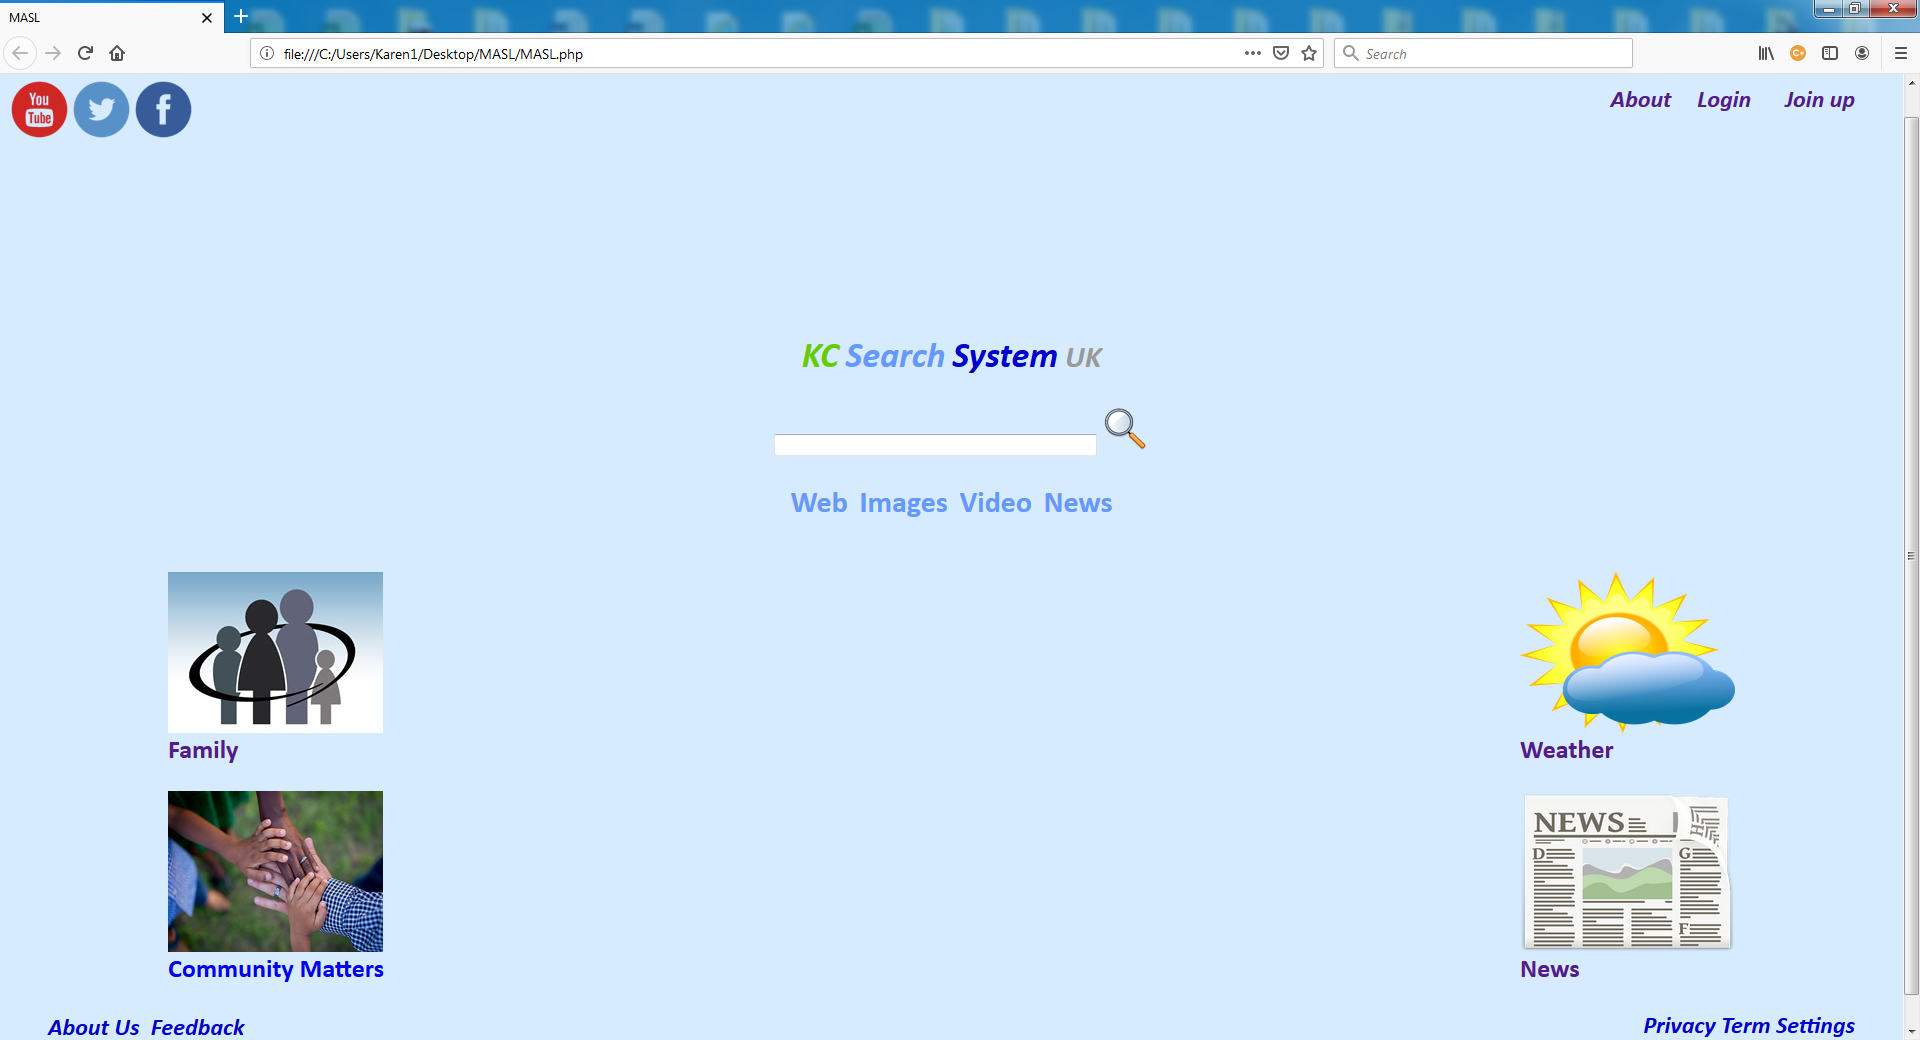 MASL
file:///C:/Users/Karen1/Desktop/MASL/MASL.php
Search
You
Tube
About Login Join up
KC Search System UK
Web Images Video News
Family
Weather
NEWS
D
G
F
Community Matters
News
About Us Feedback
Privacy Term Settings